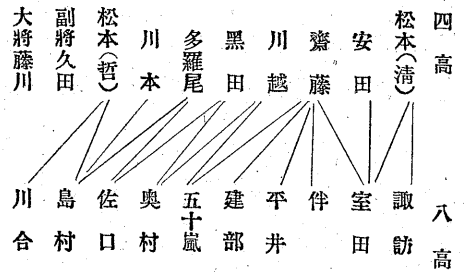 四高
松本(清)
安田
齋藤
川越
黑田
多羅尾
川本
松本(哲)
副將久田
大將藤川
八高
諏訪
室田
伴
平井
建部
五十嵐
奥村
佐口
島村
川合